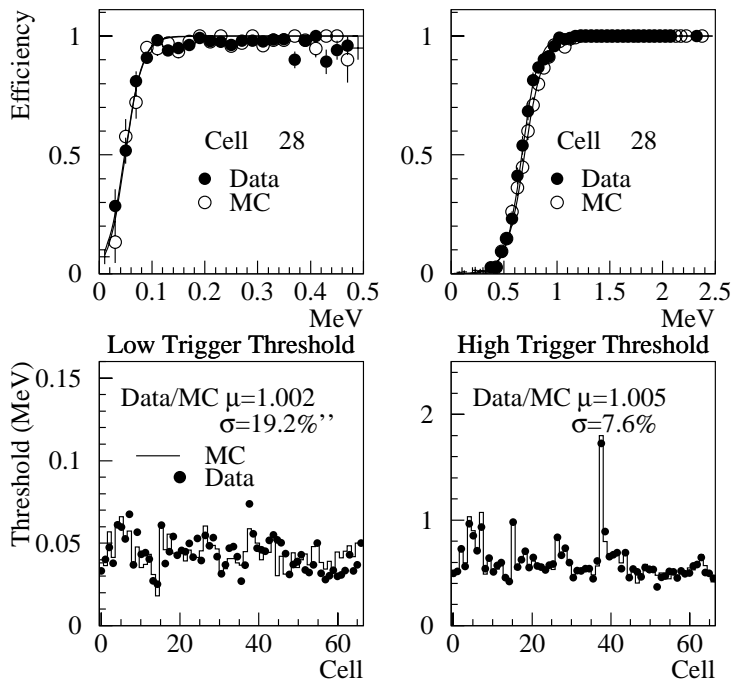 Efficiency
1
0.5
0
Cell 28
Data
MC
0 0.1 0.2 0.3 0.4 0.5
MeV
1
0.5
0
Cell 28
Data
MC
0 0.5 1 1.5 2 2.5
MeV
Low Trigger Threshold
Threshold (MeV)
0.15
0.1
0.05
0
Data/MC μ=1.002
σ=19.2%’’
MC
Data
0 20 40 60
Cell
High Trigger Threshold
2
1
0
Data/MC μ=1.005
σ=7.6%
0 20 40 60
Cell